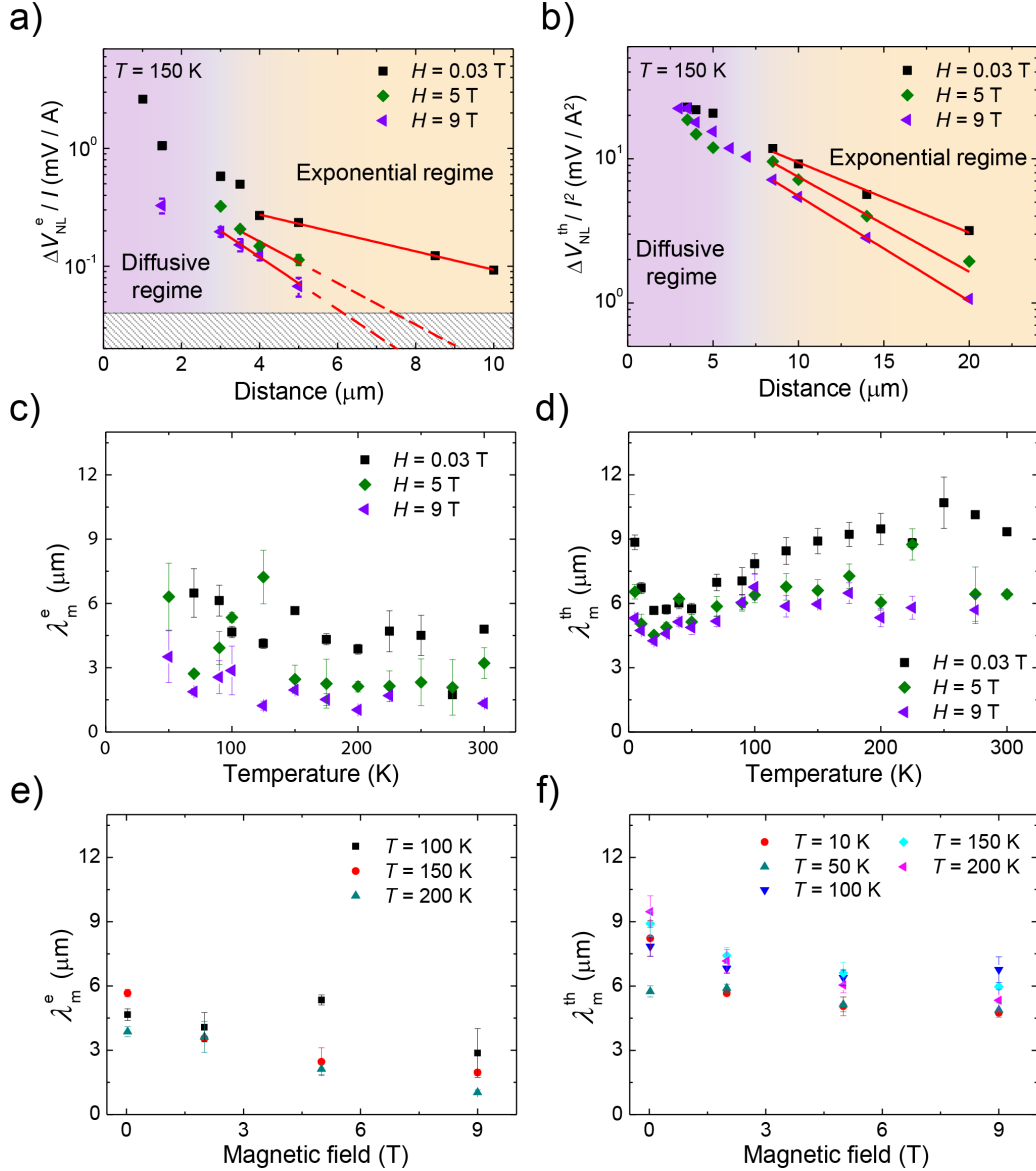 a)
T = 150 K
H = 0.03 T
H = 5 T
H = 9 T
Exponential regime
Diffusive
regime
ΔV_NL^e / I (mV / A)
10^0
10^-1
0 2 4 6 8 10
Distance (μm)
b)
T = 150 K
H = 0.03 T
H = 5 T
H = 9 T
Exponential regime
Diffusive
regime
ΔV_NL^th / I^2 (mV / A^2)
10^1
10^0
0 5 10 15 20
Distance (μm)
c)
H = 0.03 T
H = 5 T
H = 9 T
λ_m^e (μm)
12
9
6
3
0
0 100 200 300
Temperature (K)
d)
H = 0.03 T
H = 5 T
H = 9 T
λ_m^th (μm)
12
9
6
3
0
0 100 200 300
Temperature (K)
e)
T = 100 K
T = 150 K
T = 200 K
λ_m^e (μm)
12
9
6
3
0
0 3 6 9
Magnetic field (T)
f)
T = 10 K T = 150 K
T = 50 K T = 200 K
T = 100 K
λ_m^th (μm)
12
9
6
3
0
0 3 6 9
Magnetic field (T)